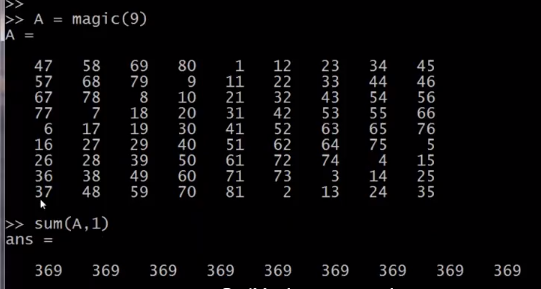 >>
>> A = magic(9)
A =
47 58 69 80 1 12 23 34 45
57 68 79 9 11 22 33 44 46
67 78 8 10 21 32 43 54 56
77 7 18 20 31 42 53 55 66
6 17 19 30 41 52 63 65 76
16 27 29 40 51 62 64 75 5
26 28 39 50 61 72 74 4 15
36 38 49 60 71 73 3 14 25
37 48 59 70 81 2 13 24 35
>> sum(A,1)
ans =
369 369 369 369 369 369 369 369 369